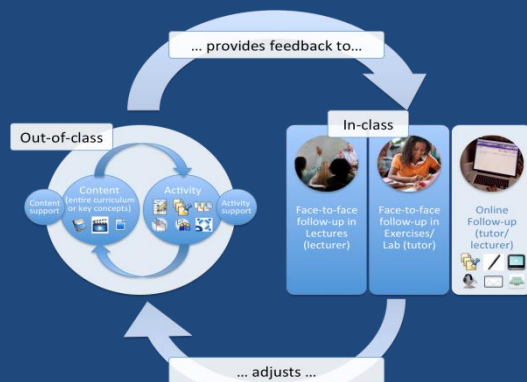 ... provides feedback to...
Out-of-class
In-class
Content
support
Content
(entire curriculum
or key concepts)
Activity
Activity
support
Face-to-face
follow-up in
Lectures
(lecturer)
Face-to-face
follow-up in
Exercises/
Lab (tutor)
Online
Follow-up
(tutor/
lecturer)
... adjusts ...